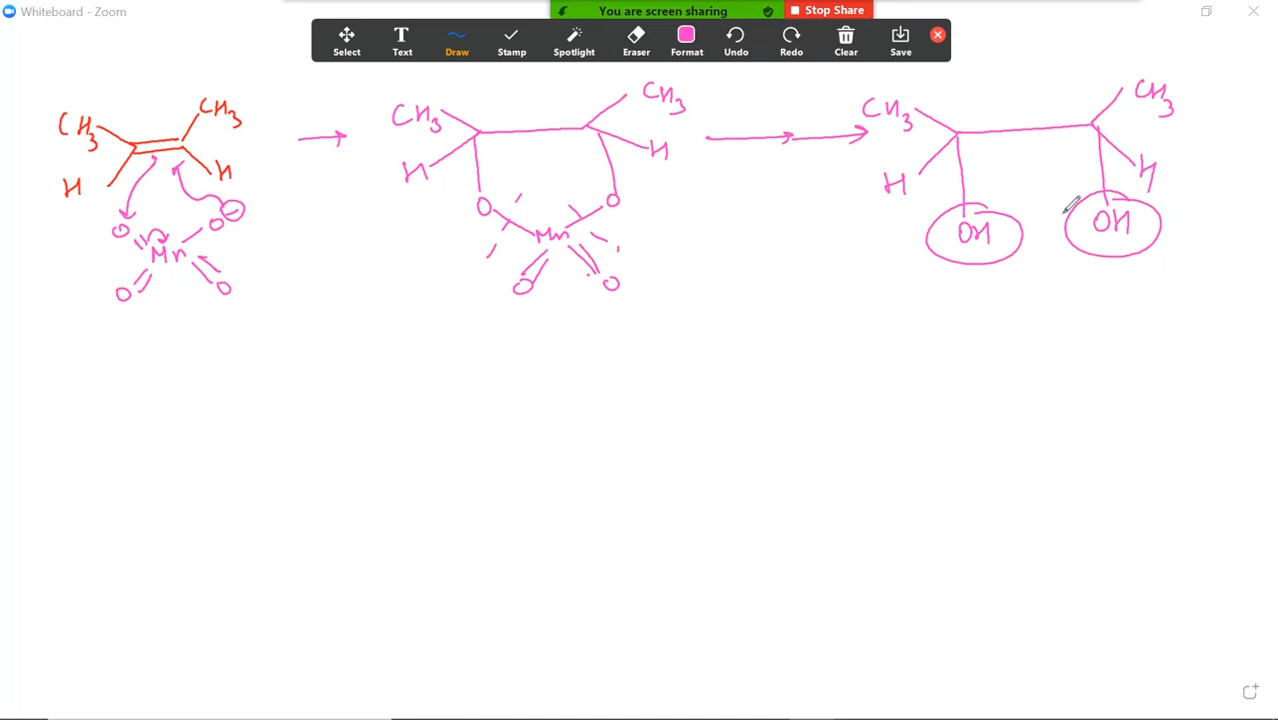 Whiteboard - Zoom
You are screen sharing
Stop Share
Select
Text
Draw
Stamp
Spotlight
Eraser
Format
Undo
Redo
Clear
Save
CH3
CH3
H
H
O
O
Mn
O
O
CH3
CH3
H
H
O
O
Mn
O
O
CH3
CH3
H
H
OH
OH